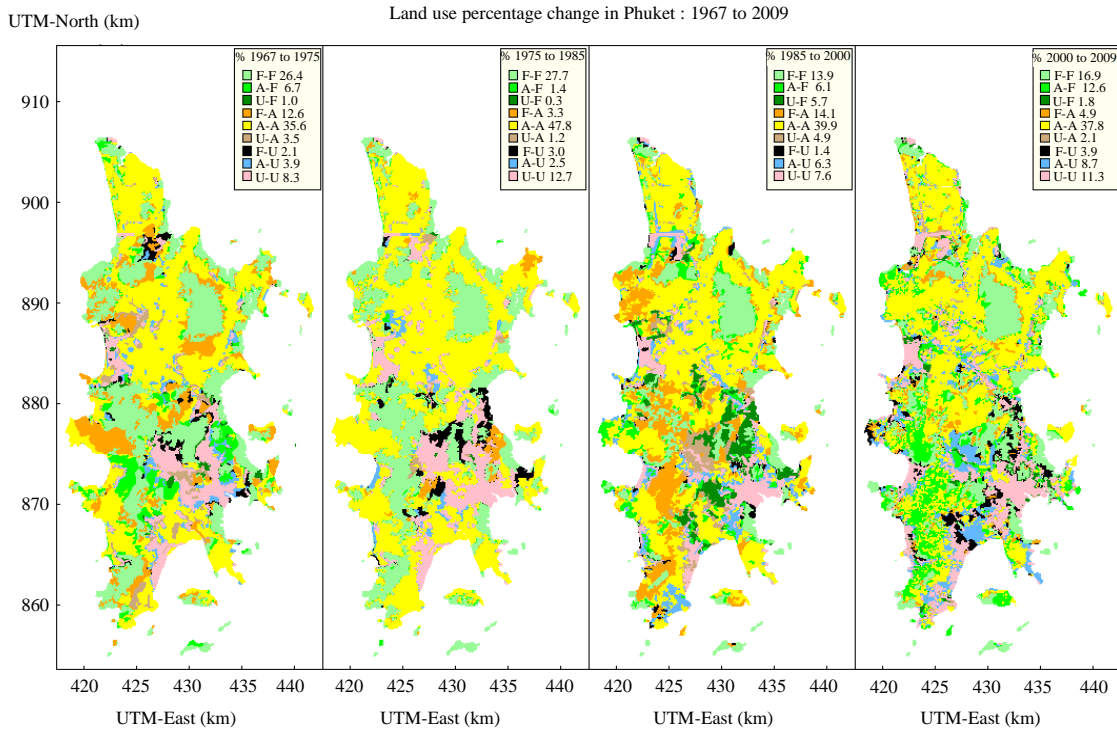 Land use percentage change in Phuket : 1967 to 2009
UTM-North (km)
% 1967 to 1975
F-F 26.4
A-F 6.7
U-F 1.0
F-A 12.6
A-A 35.6
U-A 3.5
F-U 2.1
A-U 3.9
U-U 8.3
% 1975 to 1985
F-F 27.7
A-F 1.4
U-F 0.3
F-A 3.3
A-A 47.8
U-A 1.2
F-U 3.0
A-U 2.5
U-U 12.7
% 1985 to 2000
F-F 13.9
A-F 6.1
U-F 5.7
F-A 14.1
A-A 39.9
U-A 4.9
F-U 1.4
A-U 6.3
U-U 7.6
% 2000 to 2009
F-F 16.9
A-F 12.6
U-F 1.8
F-A 4.9
A-A 37.8
U-A 2.1
F-U 3.9
A-U 8.7
U-U 11.3
910
900
890
880
870
860
420 425 430 440 420 425 430 440 420 425 430 440 420 425 430 440
UTM-East (km) UTM-East (km) UTM-East (km) UTM-East (km)